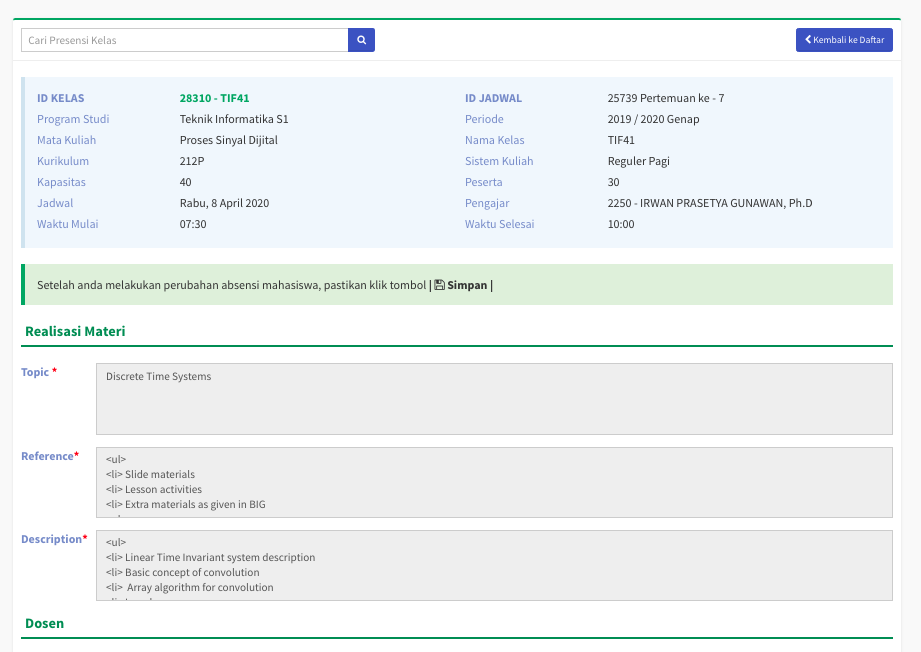 Cari Presensi Kelas
Kembali ke Daftar
ID KELAS 28310 - TIF41 ID JADWAL 25739 Pertemuan ke - 7
Program Studi Teknik Informatika S1 Periode 2019 / 2020 Genap
Mata Kuliah Proses Sinyal Dijital Nama Kelas TIF41
Kurikulum 212P Sistem Kuliah Reguler Pagi
Kapasitas 40 Peserta 30
Jadwal Rabu, 8 April 2020 Pengajar 2250 - IRWAN PRASETYA GUNAWAN, Ph.D
Waktu Mulai 07:30 Waktu Selesai 10:00
Setelah anda melakukan perubahan absensi mahasiswa, pastikan klik tombol | Simpan |
Realisasi Materi
Topic * Discrete Time Systems
Reference* <ul>
<li> Slide materials
<li> Lesson activities
<li> Extra materials as given in BIG
Description* <ul>
<li> Linear Time Invariant system description
<li> Basic concept of convolution
<li> Array algorithm for convolution
Dosen